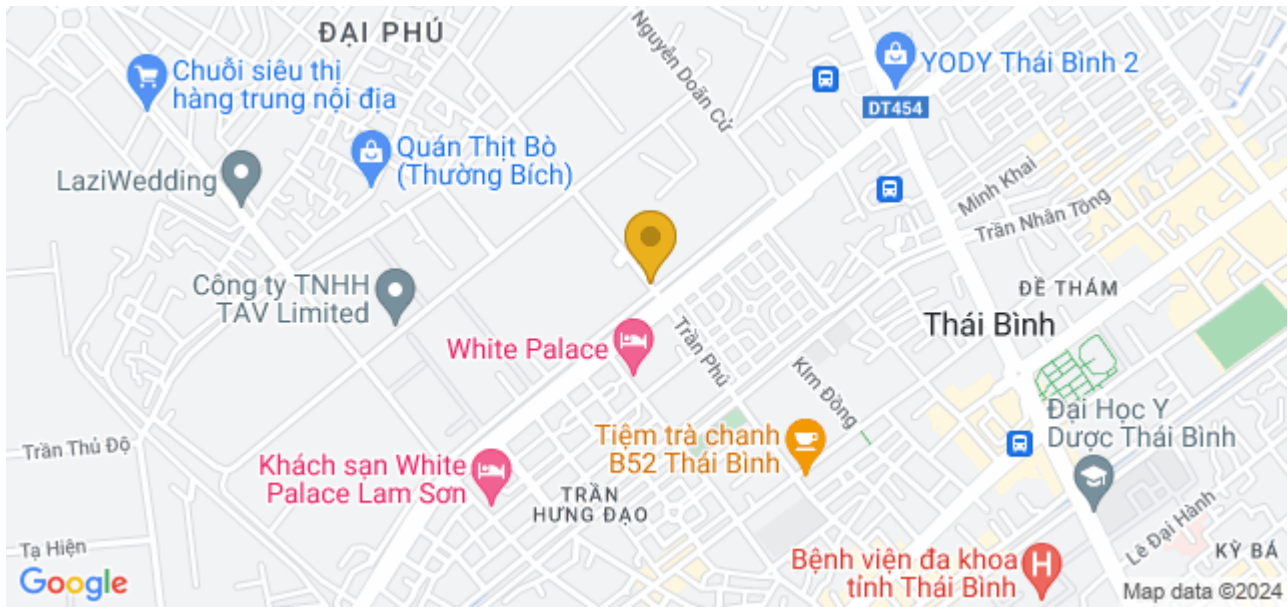 ĐẠI PHÚ
Nguyễn Doãn Cử
YODY Thái Bình 2
Chuỗi siêu thị
hàng trung nội địa
DT454
Quán Thịt Bò
(Thường Bích)
LaziWedding
Minh Khai
Trần Nhân Tông
Công ty TNHH
TAV Limited
ĐỀ THÁM
Thái Bình
White Palace
Trần Phú
Kim Đồng
Đại Học Y
Dược Thái Bình
Tiệm trà chanh
B52 Thái Bình
Trần Thủ Độ
Khách sạn White
Palace Lam Sơn
TRẦN
HƯNG ĐẠO
Lê Đại Hành
Tạ Hiện
KỲ BÁ
Bệnh viện đa khoa
tỉnh Thái Bình
H
Google
Map data ©2024